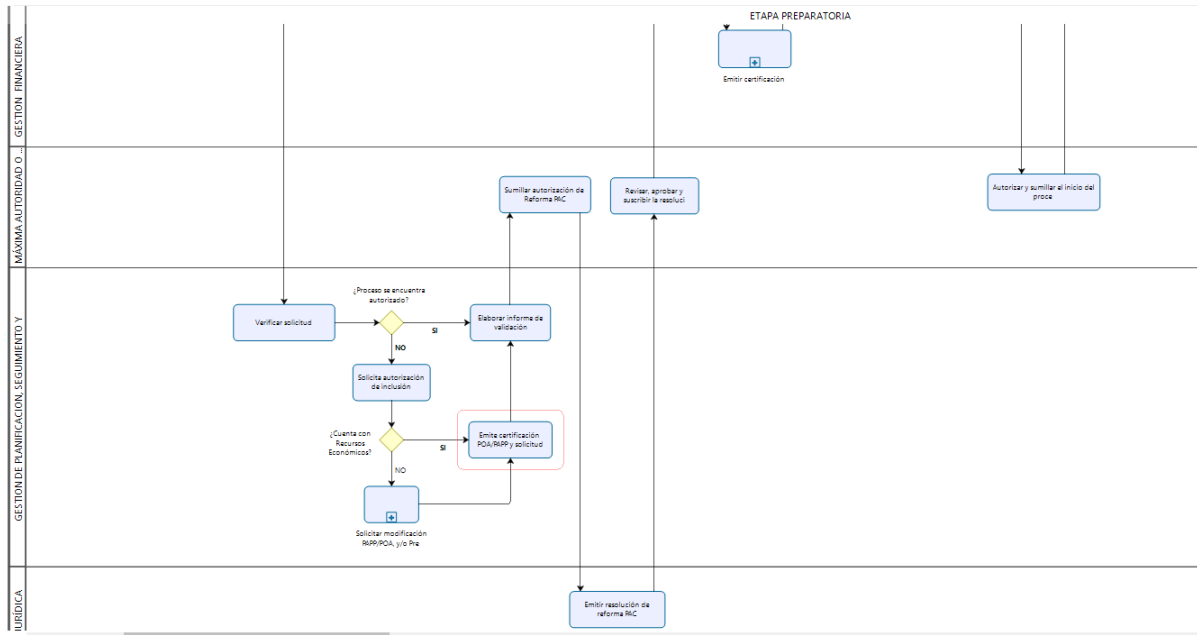 ETAPA PREPARATORIA
GESTION FINANCIERA
Emitir certificación
MÁXIMA AUTORIDAD O ...
Sumillar autorización de
Reforma PAC
Revisar, aprobar y
suscribir la resoluci
Autorizar y sumillar el inicio del
proce
GESTION DE PLANIFICACION, SEGUIMIENTO Y
¿Proceso se encuentra
autorizado?
Verificar solicitud
SI
Elaborar informe de
validación
NO
Solicita autorización
de inclusión
¿Cuenta con
Recursos
Económicos?
SI
Emite certificación
POA/PAPP y solicitud
NO
Solicitar modificación
PAPP/POA, y/o Pre
JURÍDICA
Emitir resolución de
reforma PAC